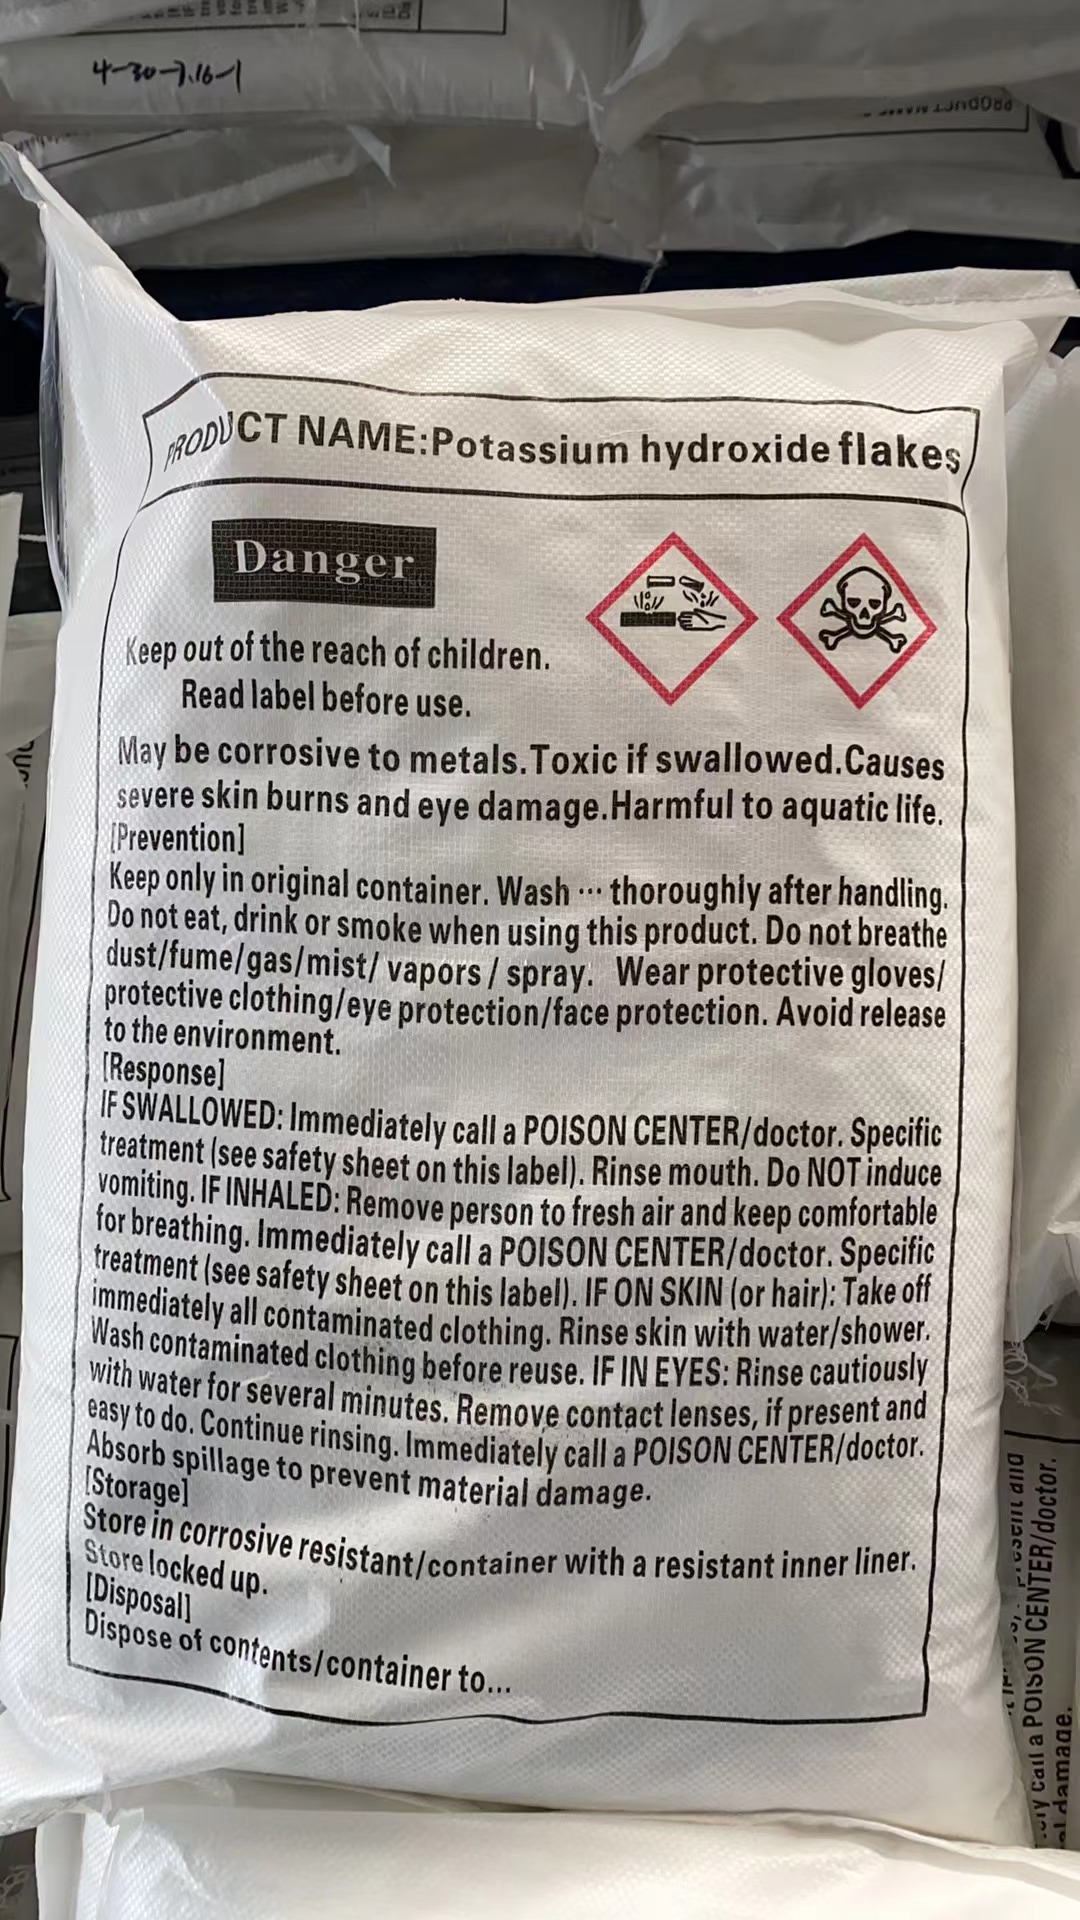 4-30-7.16-1
PRODUCT NAME:Potassium hydroxide flakes
Danger
Keep out of the reach of children.
Read label before use.
May be corrosive to metals.Toxic if swallowed.Causes
severe skin burns and eye damage.Harmful to aquatic life.
[Prevention]
Keep only in original container. Wash ··· thoroughly after handling.
Do not eat, drink or smoke when using this product. Do not breathe
dust/fume/gas/mist/ vapors / spray. Wear protective gloves/
protective clothing/eye protection/face protection. Avoid release
to the environment.
[Response]
IF SWALLOWED: Immediately call a POISON CENTER/doctor. Specific
treatment (see safety sheet on this label). Rinse mouth. Do NOT induce
vomiting. IF INHALED: Remove person to fresh air and keep comfortable
for breathing. Immediately call a POISON CENTER/doctor. Specific
treatment (see safety sheet on this label). IF ON SKIN (or hair): Take off
immediately all contaminated clothing. Rinse skin with water/shower.
Wash contaminated clothing before reuse. IF IN EYES: Rinse cautiously
with water for several minutes. Remove contact lenses, if present and
easy to do. Continue rinsing. Immediately call a POISON CENTER/doctor.
Absorb spillage to prevent material damage.
[Storage]
Store in corrosive resistant/container with a resistant inner liner.
Store locked up.
[Disposal]
Dispose of contents/container to...
PRODUCT
present and
call a POISON CENTER/doctor.
damage.